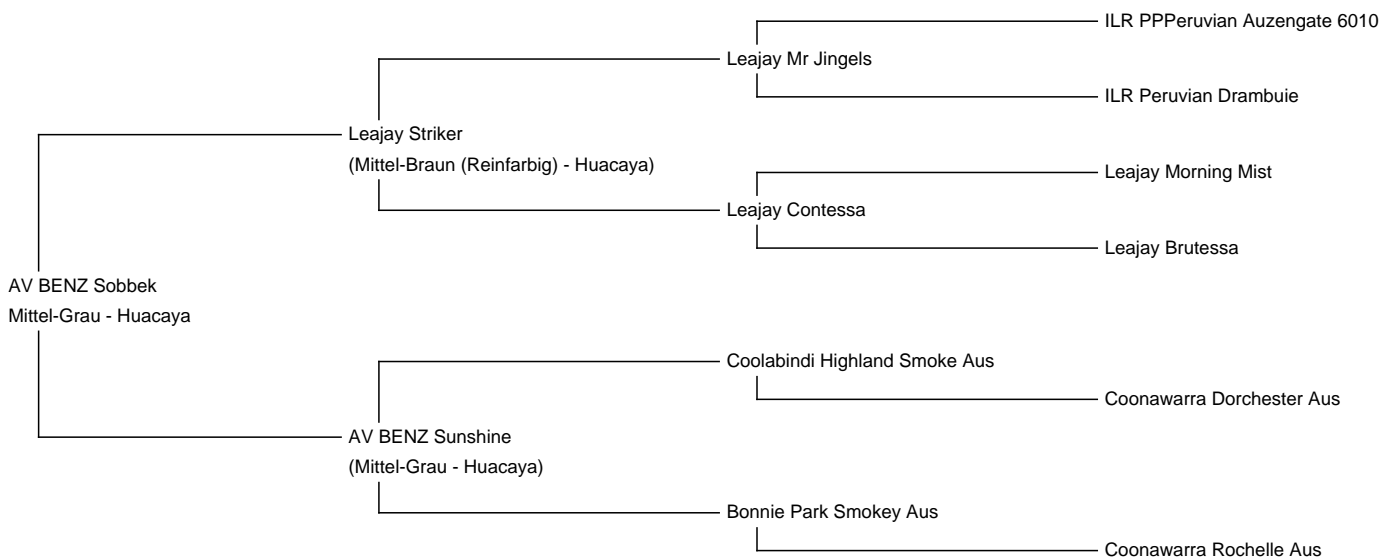 ILR PPPeruvian Auzengate 6010
Leajay Mr Jingels
ILR Peruvian Drambuie
Leajay Striker
(Mittel-Braun (Reinfarbig) - Huacaya)
Leajay Morning Mist
Leajay Contessa
Leajay Brutessa
AV BENZ Sobbek
Mittel-Grau - Huacaya
Coolabindi Highland Smoke Aus
Coonawarra Dorchester Aus
AV BENZ Sunshine
(Mittel-Grau - Huacaya)
Bonnie Park Smokey Aus
Coonawarra Rochelle Aus